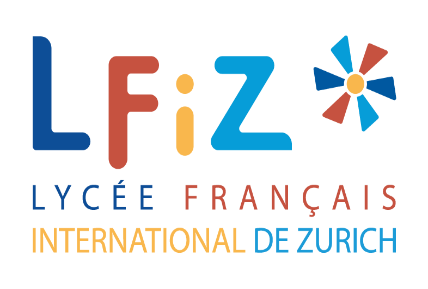 LFiZ
LYCÉE FRANÇAIS
INTERNATIONAL DE ZURICH